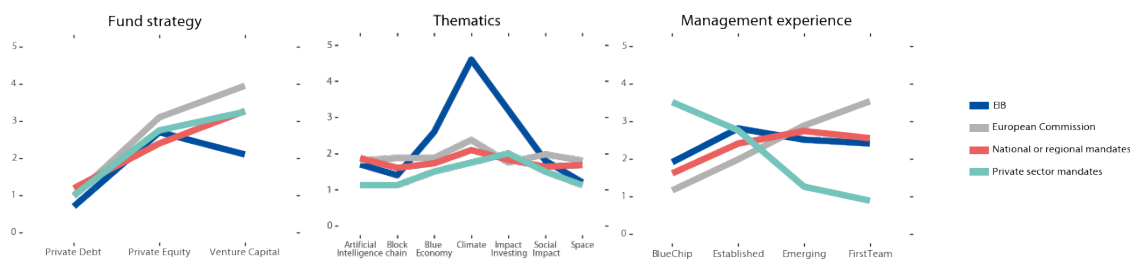 Fund strategy
5
4
3
2
1
0
Private Debt
Private Equity
Venture Capital
Thematics
5
4
3
2
1
0
Artificial
Intelligence
Block
chain
Blue
Economy
Climate
Impact
Investing
Social
Impact
Space
Management experience
5
4
3
2
1
0
BlueChip
Established
Emerging
FirstTeam
EIB
European Commission
National or regional mandates
Private sector mandates